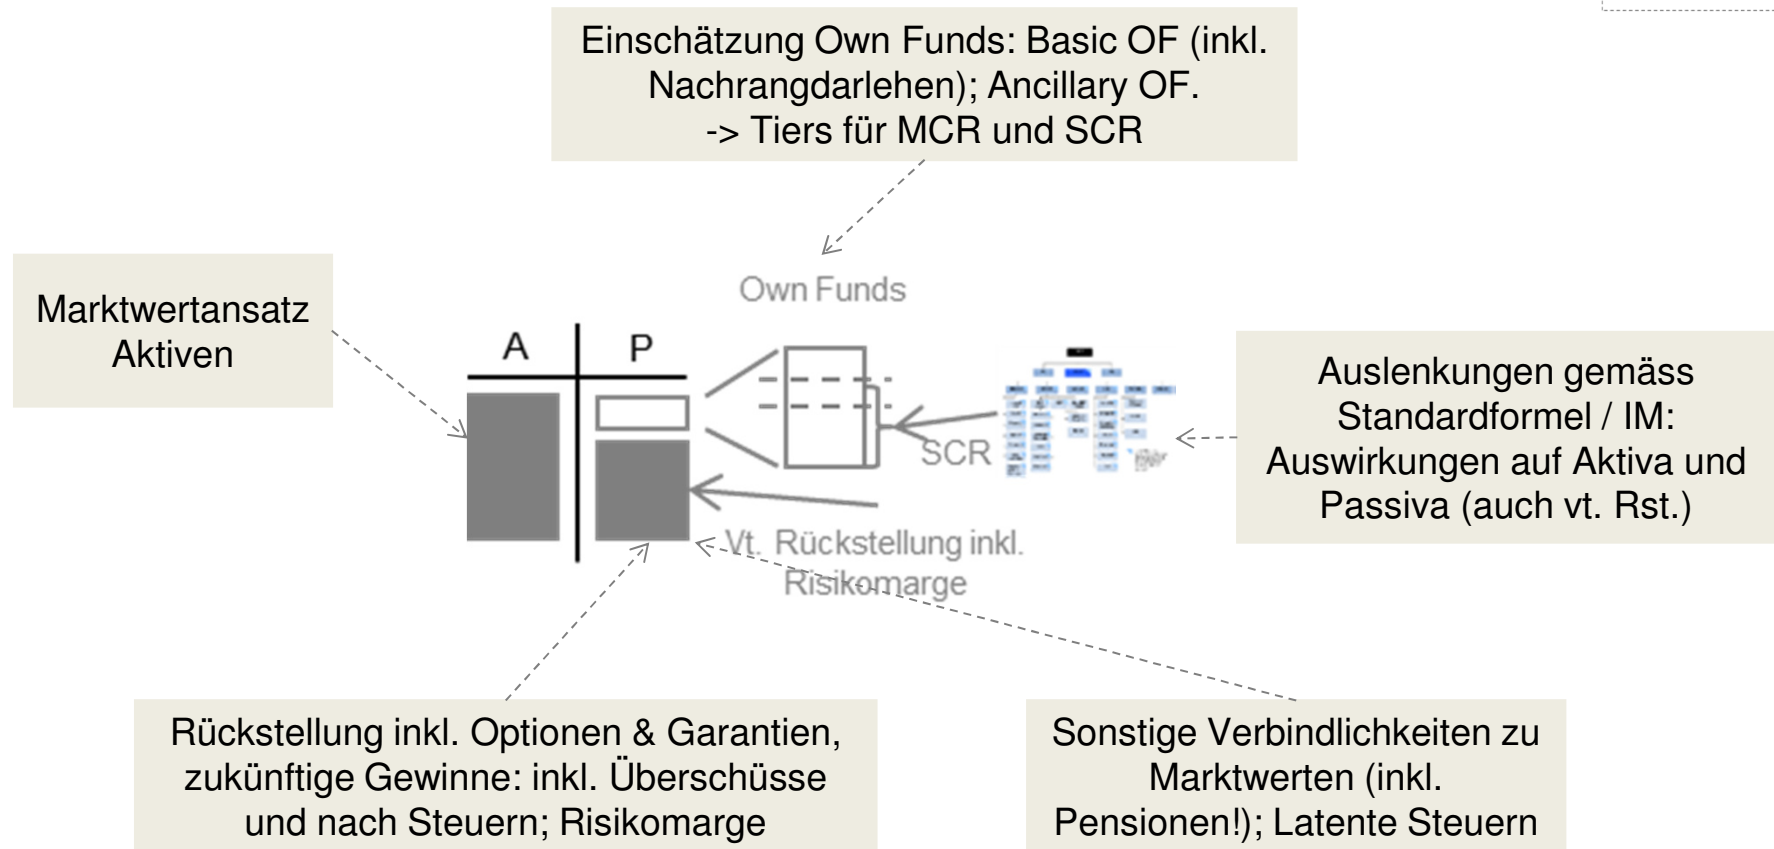 Einschätzung Own Funds: Basic OF (inkl.
Nachrangdarlehen); Ancillary OF.
-> Tiers für MCR und SCR
Marktwertansatz
Aktiven
Own Funds
A
P
SCR
Auslenkungen gemäss
Standardformel / IM:
Auswirkungen auf Aktiva und
Passiva (auch vt. Rst.)
Vt. Rückstellung inkl.
Risikomarge
Rückstellung inkl. Optionen & Garantien,
zukünftige Gewinne: inkl. Überschüsse
und nach Steuern; Risikomarge
Sonstige Verbindlichkeiten zu
Marktwerten (inkl.
Pensionen!); Latente Steuern